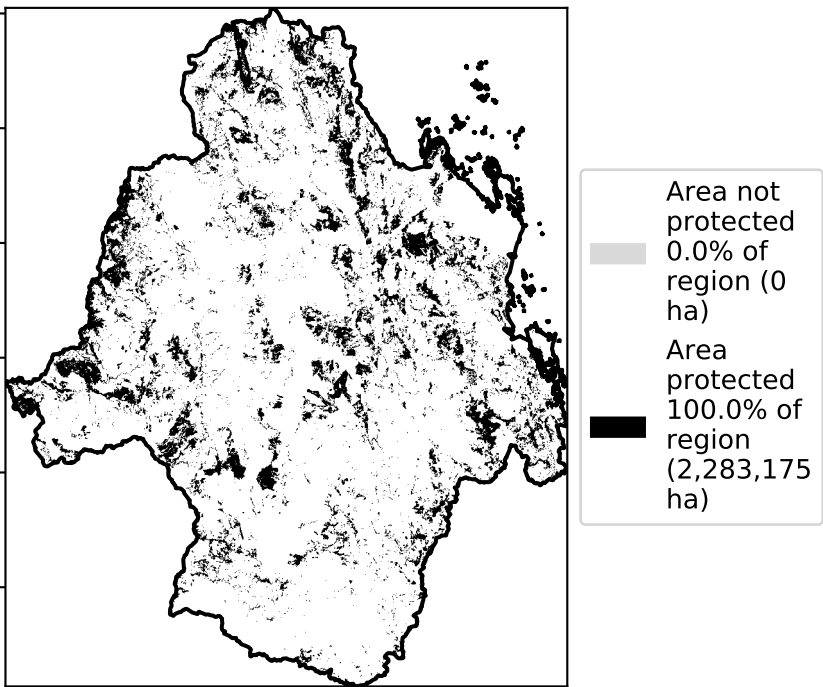 Area not
protected
0.0% of
region (0
ha)
Area
protected
100.0% of
region
(2,283,175
ha)